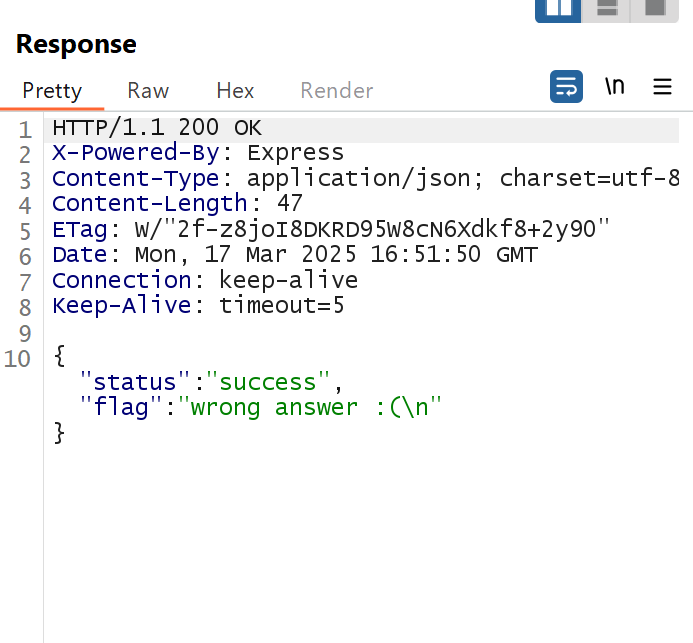 Response
Pretty Raw Hex Render \n
1 HTTP/1.1 200 OK
2 X-Powered-By: Express
3 Content-Type: application/json; charset=utf-8
4 Content-Length: 47
5 ETag: W/"2f-z8joI8DKRD95W8cN6Xdkf8+2y90"
6 Date: Mon, 17 Mar 2025 16:51:50 GMT
7 Connection: keep-alive
8 Keep-Alive: timeout=5
9
10 {
"status":"success",
"flag":"wrong answer :(\n"
}